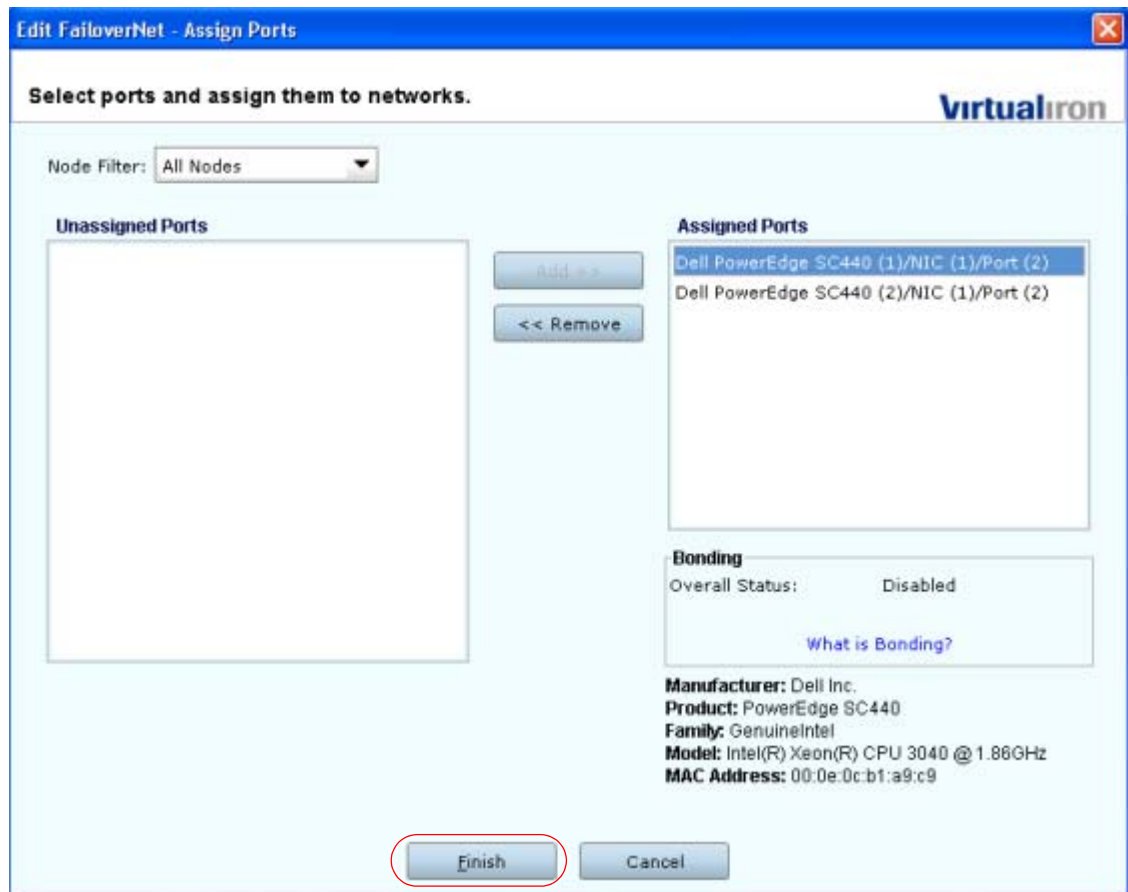 Edit FailoverNet - Assign Ports
Select ports and assign them to networks.
Virtualiron
Node Filter: All Nodes
Unassigned Ports
Assigned Ports
Add >>
<< Remove
Dell PowerEdge SC440 (1)/NIC (1)/Port (2)
Dell PowerEdge SC440 (2)/NIC (1)/Port (2)
Bonding
Overall Status: Disabled
What is Bonding?
Manufacturer: Dell Inc.
Product: PowerEdge SC440
Family: GenuineIntel
Model: Intel(R) Xeon(R) CPU 3040 @ 1.86GHz
MAC Address: 00:0e:0c:b1:a9:c9
Finish
Cancel